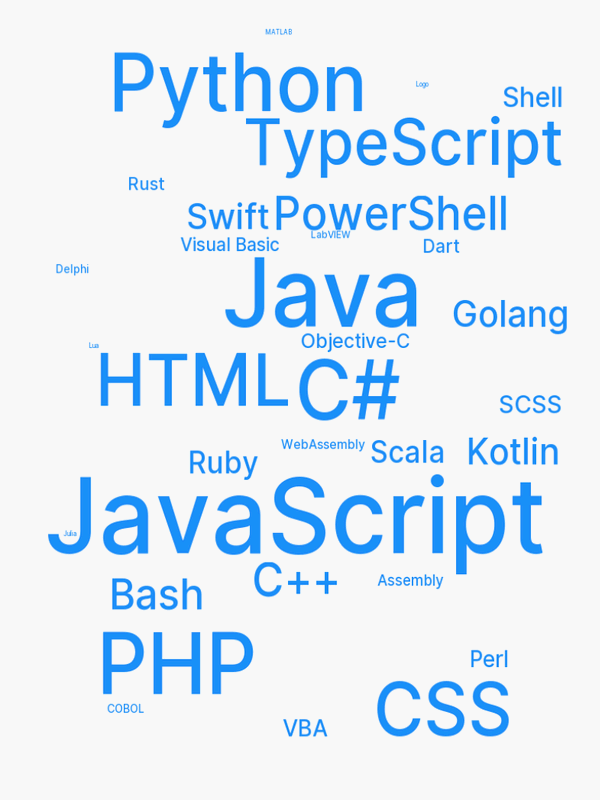 MATLAB
Python
Logo
Shell
TypeScript
Rust
Swift
PowerShell
LabVIEW
Visual Basic
Dart
Delphi
Java
Golang
Objective-C
Lua
HTML
C#
SCSS
WebAssembly
Scala
Kotlin
Ruby
JavaScript
Julia
C++
Assembly
Bash
PHP
Perl
CSS
COBOL
VBA